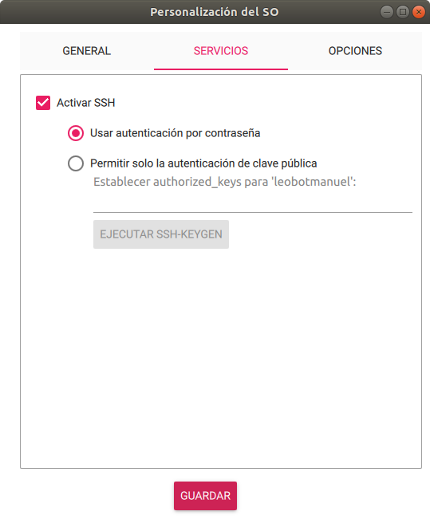 Personalización del SO
GENERAL SERVICIOS OPCIONES
Activar SSH
Usar autenticación por contraseña
Permitir solo la autenticación de clave pública
Establecer authorized_keys para 'leobotmanuel':
EJECUTAR SSH-KEYGEN
GUARDAR